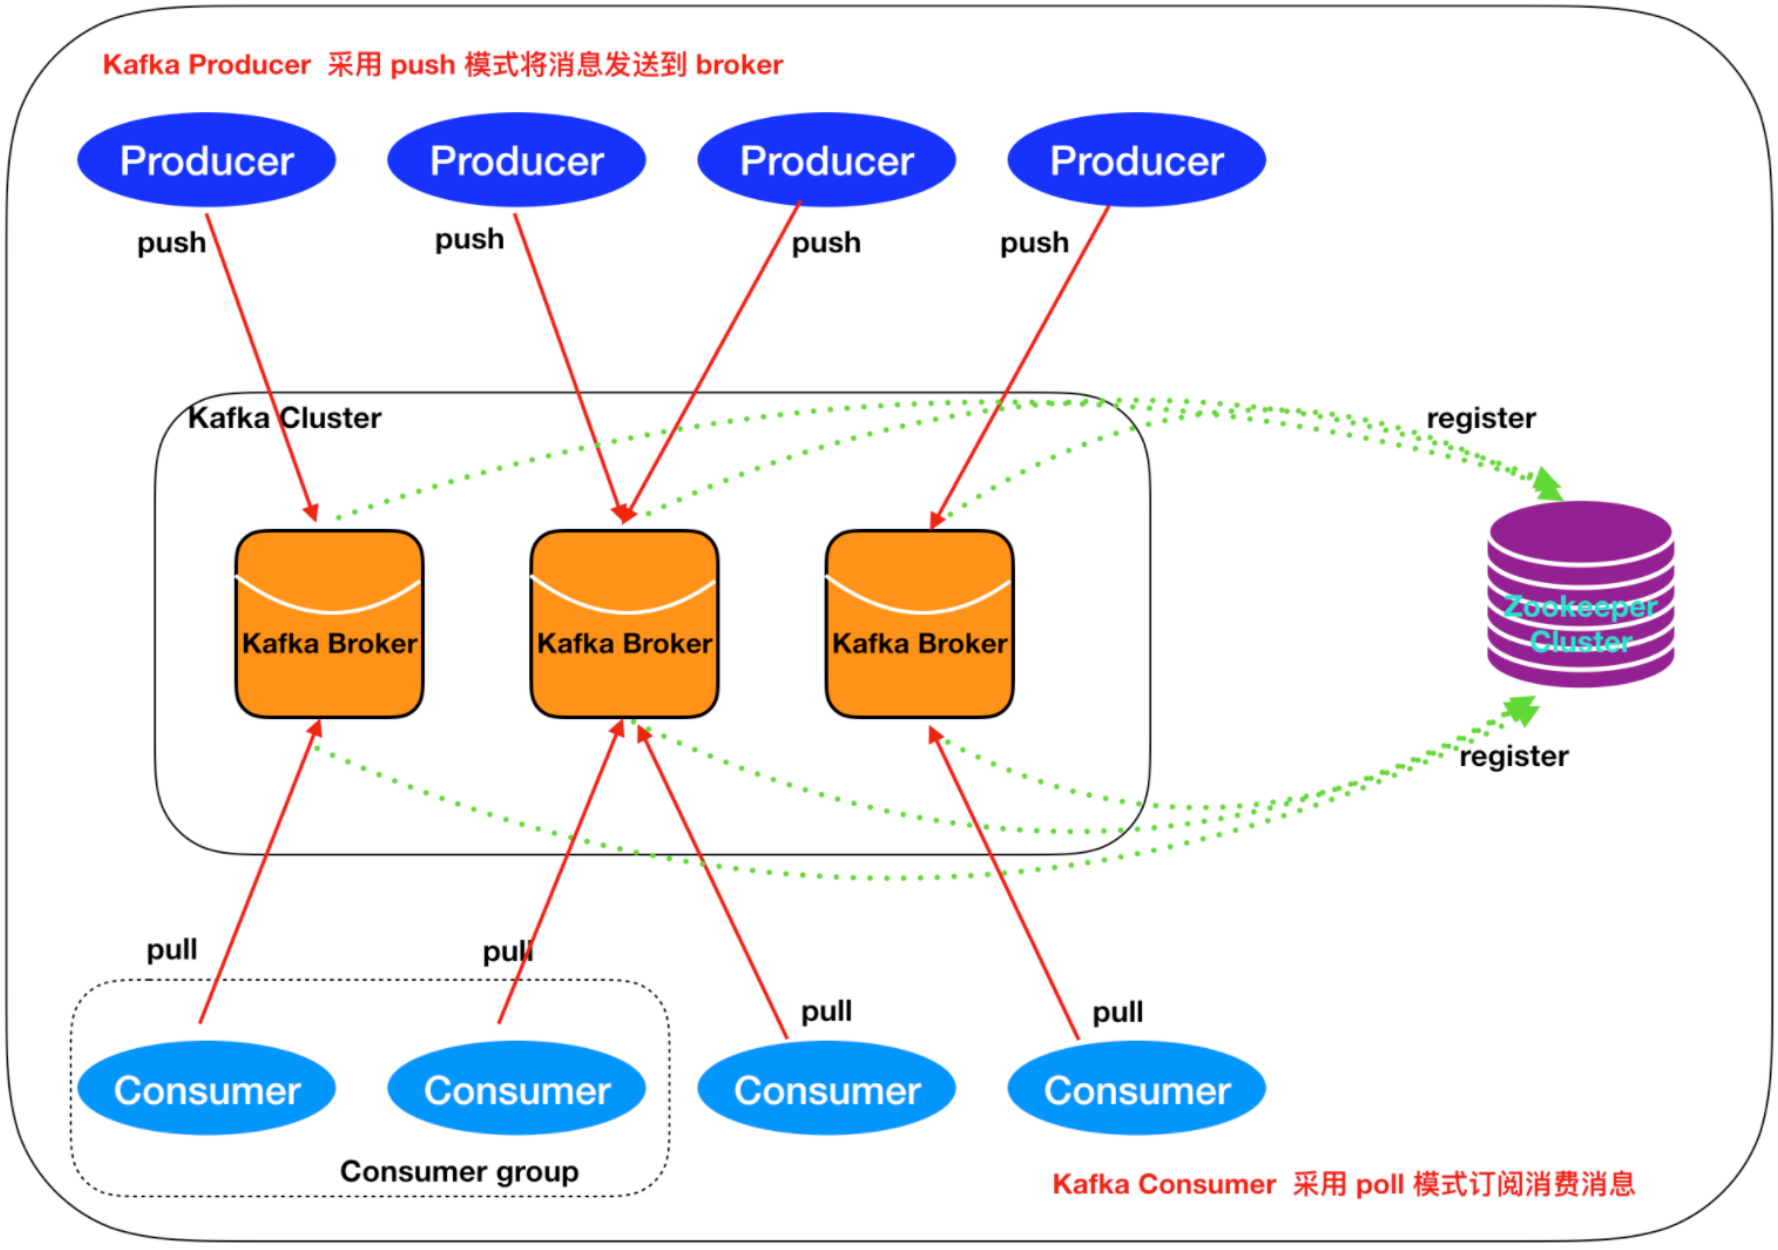 Kafka Producer 采用 push 模式将消息发送到 broker
Producer
Producer
Producer
Producer
push
push
push
push
Kafka Cluster
register
Kafka Broker
Kafka Broker
Kafka Broker
Zookeeper
Cluster
register
pull
pull
pull
pull
Consumer
Consumer
Consumer
Consumer
Consumer group
Kafka Consumer 采用 poll 模式订阅消费消息